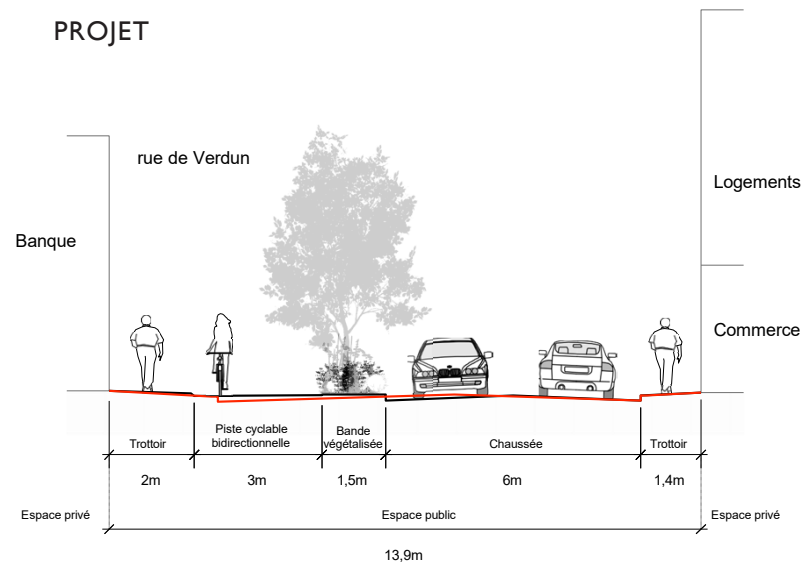 PROJET
rue de Verdun
Banque
Logements
Commerce
Trottoir
Piste cyclable
bidirectionnelle
Bande
végétalisée
Chaussée
Trottoir
2m
3m
1,5m
6m
1,4m
Espace privé
Espace public
Espace privé
13,9m